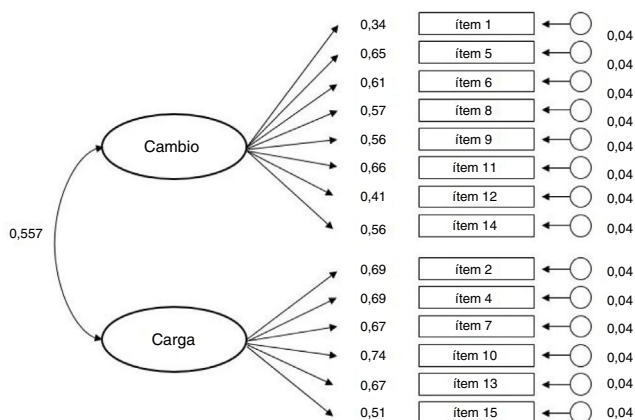 0,34 ítem 1 0,04
0,65 ítem 5 0,04
0,61 ítem 6 0,04
0,57 ítem 8 0,04
Cambio 0,56 ítem 9 0,04
0,66 ítem 11 0,04
0,41 ítem 12 0,04
0,56 ítem 14 0,04
0,557
0,69 ítem 2 0,04
0,69 ítem 4 0,04
0,67 ítem 7 0,04
Carga 0,74 ítem 10 0,04
0,67 ítem 13 0,04
0,51 ítem 15 0,04